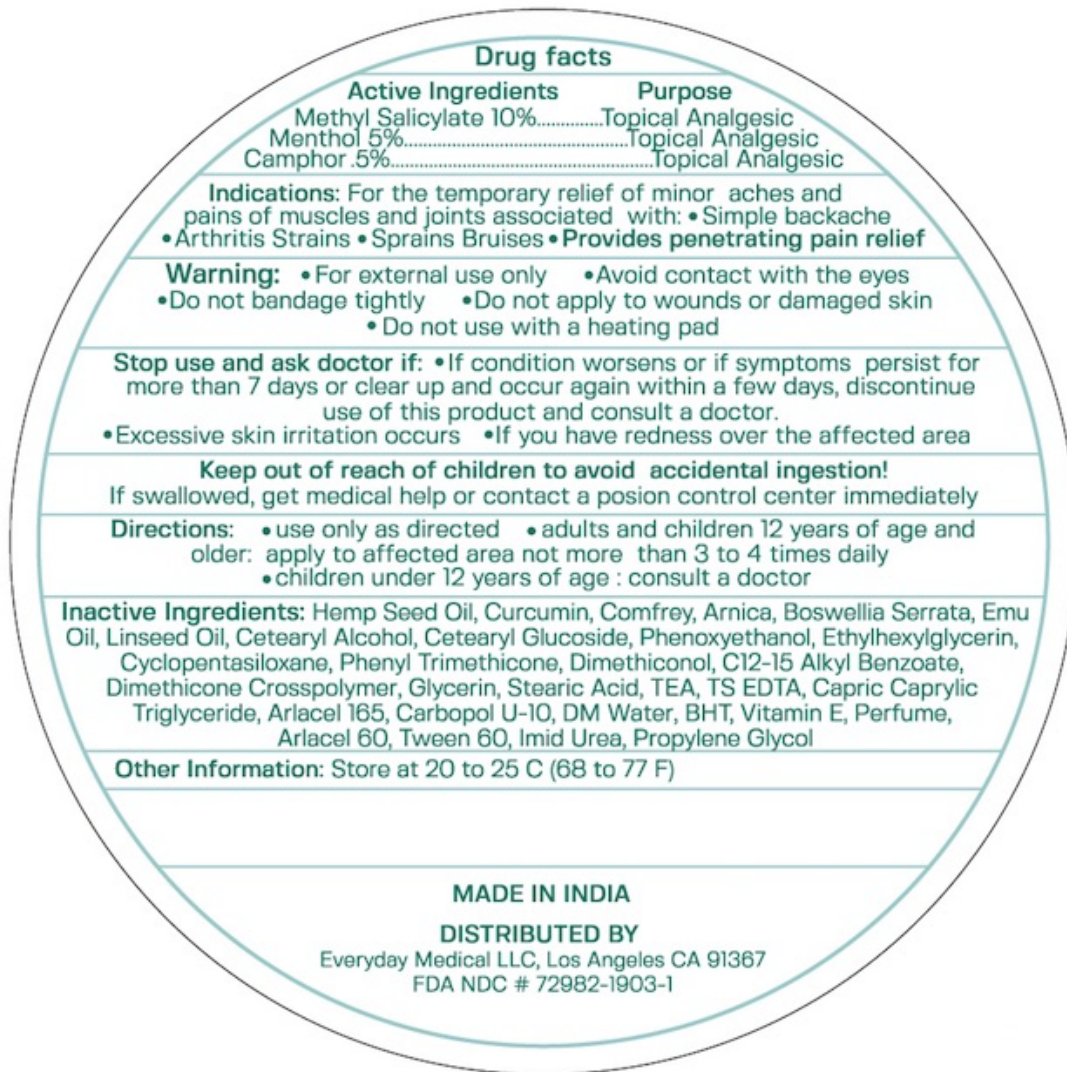 Drug facts
Active Ingredients Purpose
Methyl Salicylate 10%..............Topical Analgesic
Menthol 5%...............................................Topical Analgesic
Camphor .5%.......................................................Topical Analgesic
Indications: For the temporary relief of minor aches and
pains of muscles and joints associated with: • Simple backache
• Arthritis Strains • Sprains Bruises • Provides penetrating pain relief
Warning: • For external use only • Avoid contact with the eyes
• Do not bandage tightly • Do not apply to wounds or damaged skin
• Do not use with a heating pad
Stop use and ask doctor if: • If condition worsens or if symptoms persist for
more than 7 days or clear up and occur again within a few days, discontinue
use of this product and consult a doctor.
• Excessive skin irritation occurs • If you have redness over the affected area
Keep out of reach of children to avoid accidental ingestion!
If swallowed, get medical help or contact a posion control center immediately
Directions: • use only as directed • adults and children 12 years of age and
older: apply to affected area not more than 3 to 4 times daily
• children under 12 years of age : consult a doctor
Inactive Ingredients: Hemp Seed Oil, Curcumin, Comfrey, Arnica, Boswellia Serrata, Emu
Oil, Linseed Oil, Cetearyl Alcohol, Cetearyl Glucoside, Phenoxyethanol, Ethylhexylglycerin,
Cyclopentasiloxane, Phenyl Trimethicone, Dimethiconol, C12-15 Alkyl Benzoate,
Dimethicone Crosspolymer, Glycerin, Stearic Acid, TEA, TS EDTA, Capric Caprylic
Triglyceride, Arlacel 165, Carbopol U-10, DM Water, BHT, Vitamin E, Perfume,
Arlacel 60, Tween 60, Imid Urea, Propylene Glycol
Other Information: Store at 20 to 25 C (68 to 77 F)
MADE IN INDIA
DISTRIBUTED BY
Everyday Medical LLC, Los Angeles CA 91367
FDA NDC # 72982-1903-1